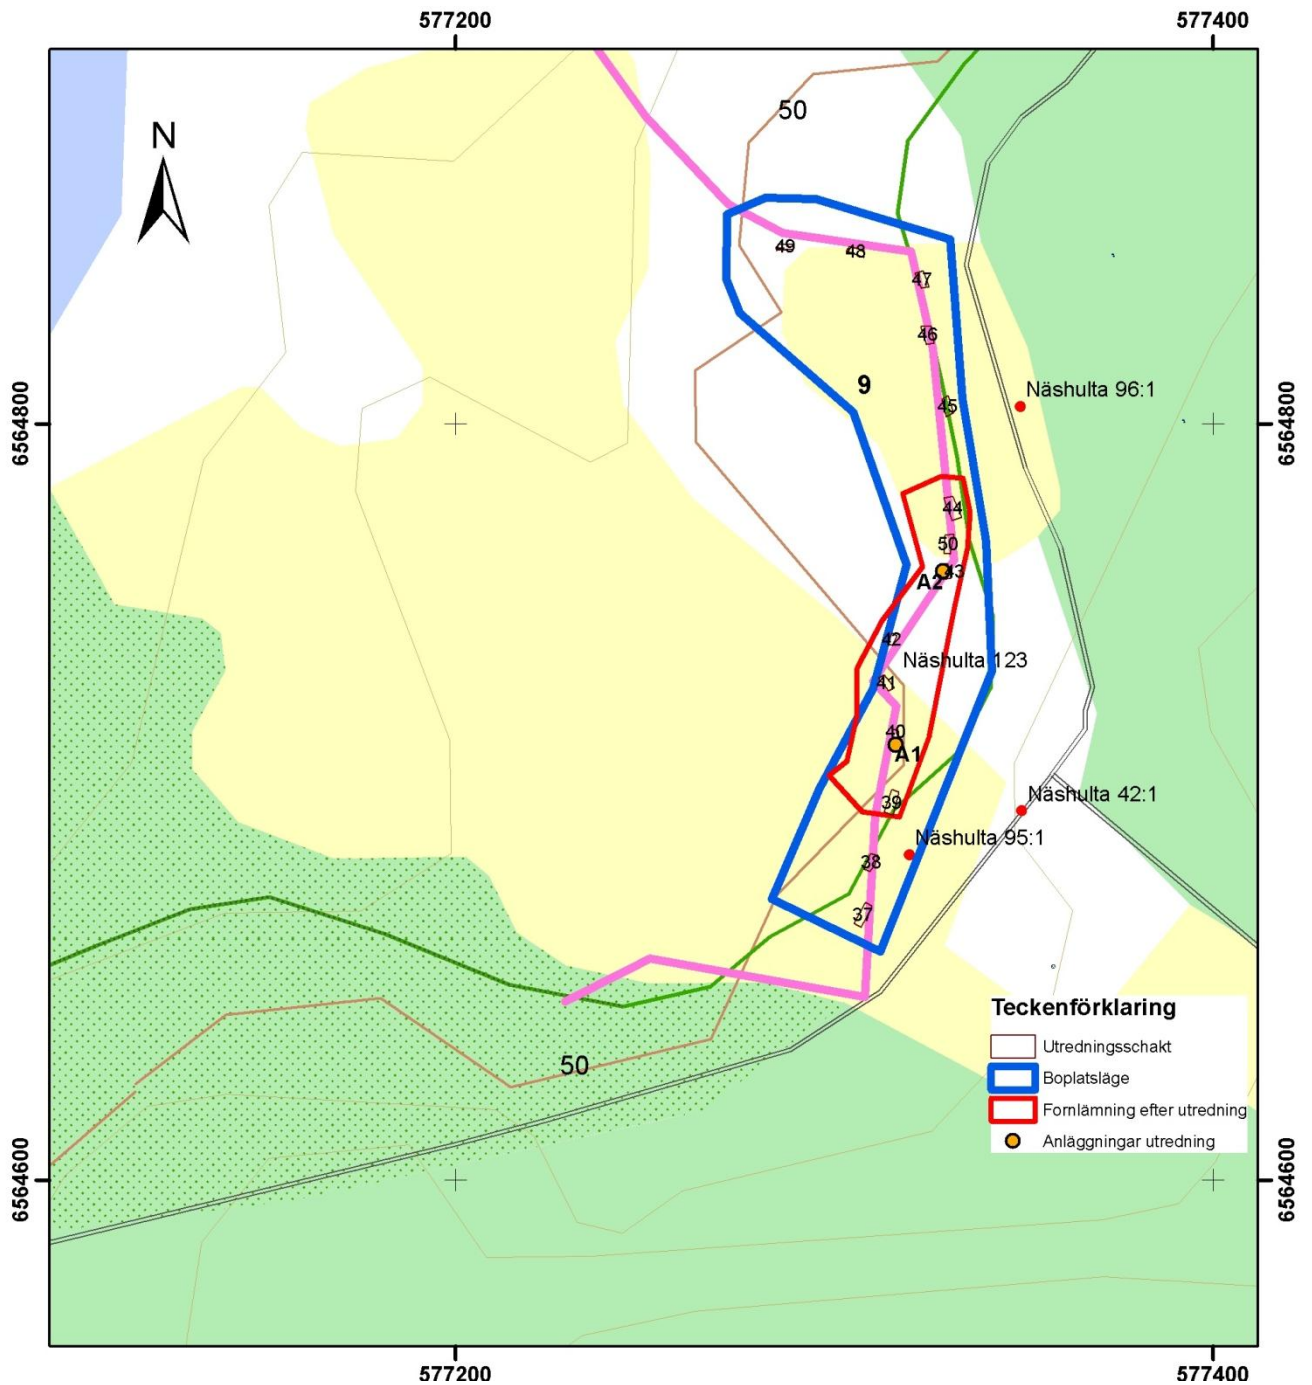 577200
577400
N
50
49
48
47
46
9
45
Näshulta 96:1
6564800
6564800
44
50
A2
43
42
Näshulta 123
41
40
A1
39
Näshulta 42:1
Näshulta 95:1
38
37
Teckenförklaring
Utredningsschakt
50
Boplatsläge
Fornlämning efter utredning
Anläggningar utredning
6564600
6564600
577200
577400